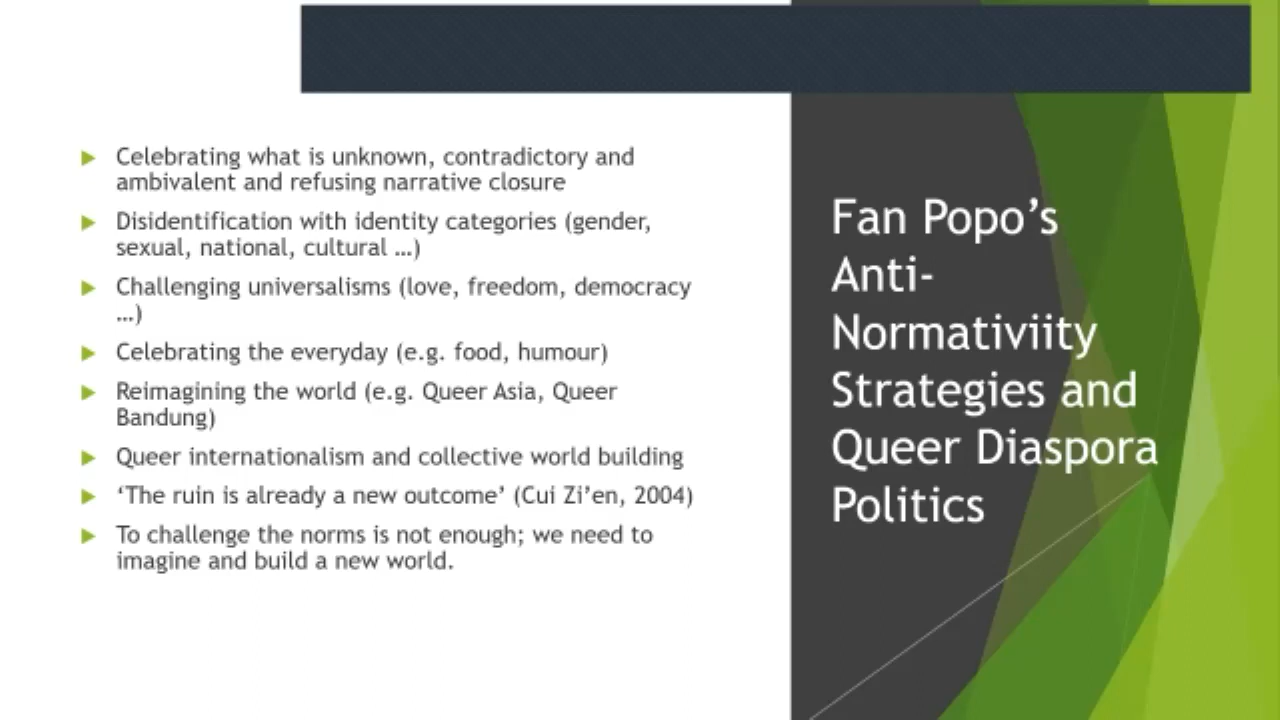 Celebrating what is unknown, contradictory and
ambivalent and refusing narrative closure
Disidentification with identity categories (gender,
sexual, national, cultural …)
Challenging universalisms (love, freedom, democracy
…)
Celebrating the everyday (e.g. food, humour)
Reimagining the world (e.g. Queer Asia, Queer
Bandung)
Queer internationalism and collective world building
‘The ruin is already a new outcome’ (Cui Zi’en, 2004)
To challenge the norms is not enough; we need to
imagine and build a new world.
Fan Popo’s
Anti-
Normativiity
Strategies and
Queer Diaspora
Politics